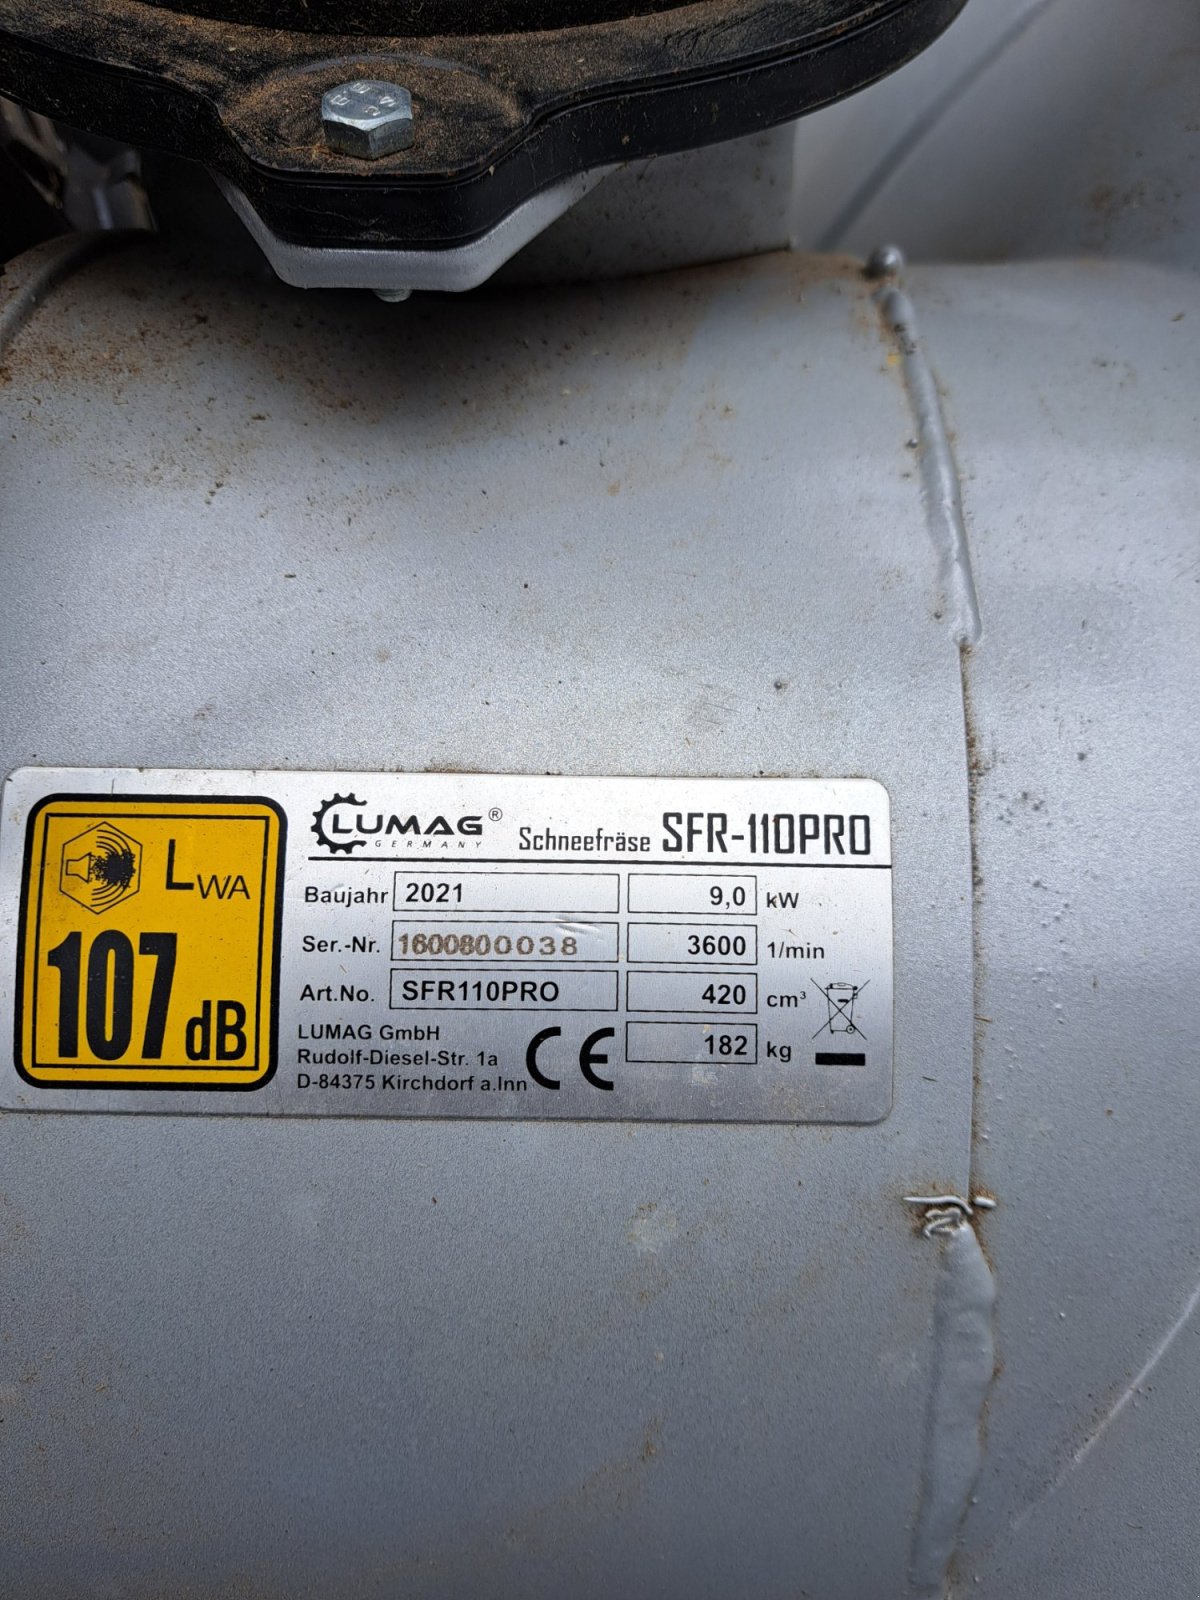 LUMAG®
GERMANY
Schneefräse SFR-110PRO
LWA
107 dB
Baujahr 2021 9,0 kW
Ser.-Nr. 1600800038 3600 1/min
Art.No. SFR110PRO 420 cm³
LUMAG GmbH 182 kg
Rudolf-Diesel-Str. 1a
D-84375 Kirchdorf a.Inn
CE